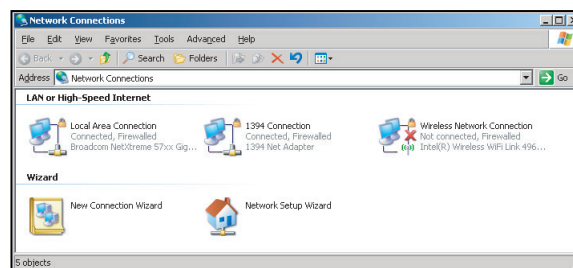 Network Connections
File Edit View Favorites Tools Advanced Help
Back Search Folders
Address Network Connections Go
LAN or High-Speed Internet
Local Area Connection 1394 Connection Wireless Network Connection
Connected, Firewalled Connected, Firewalled Not connected, Firewalled
Broadcom NetXtreme 57xx Gig... 1394 Net Adapter Intel(R) Wireless WiFi Link 496...
Wizard
New Connection Wizard Network Setup Wizard
5 objects